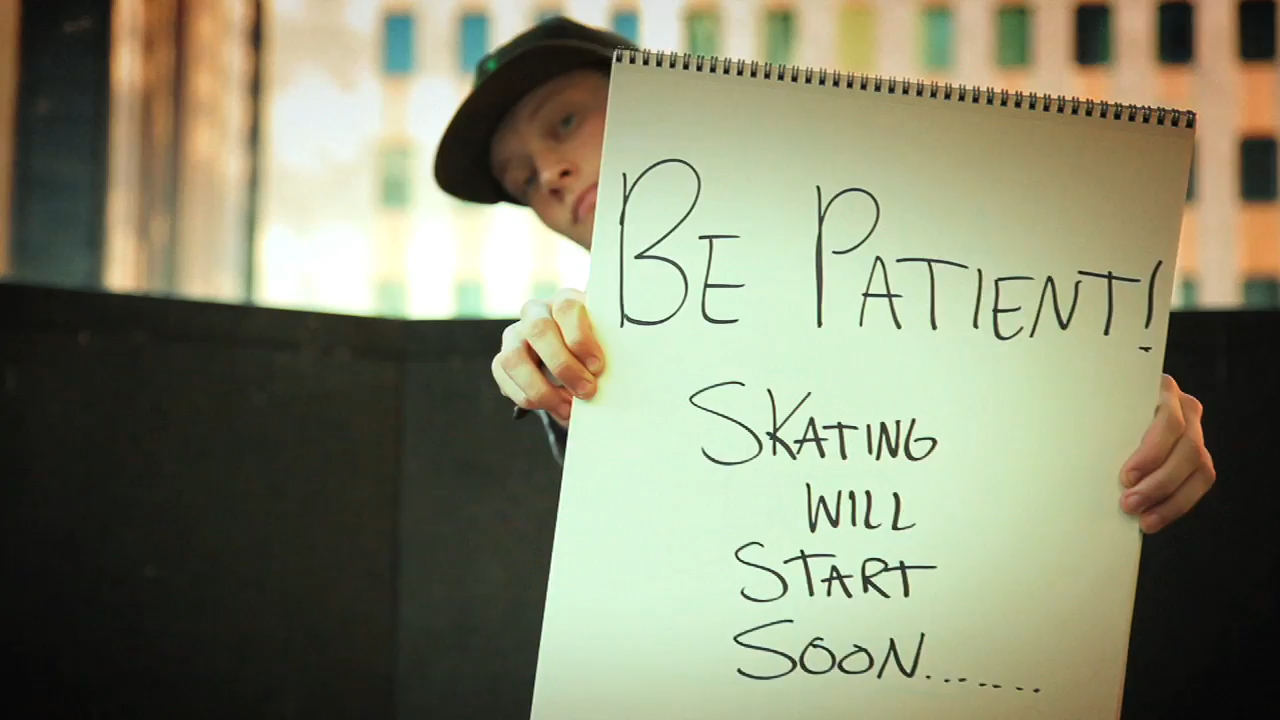 BE PATIENT!
SKATING
WILL
START
SOON.......